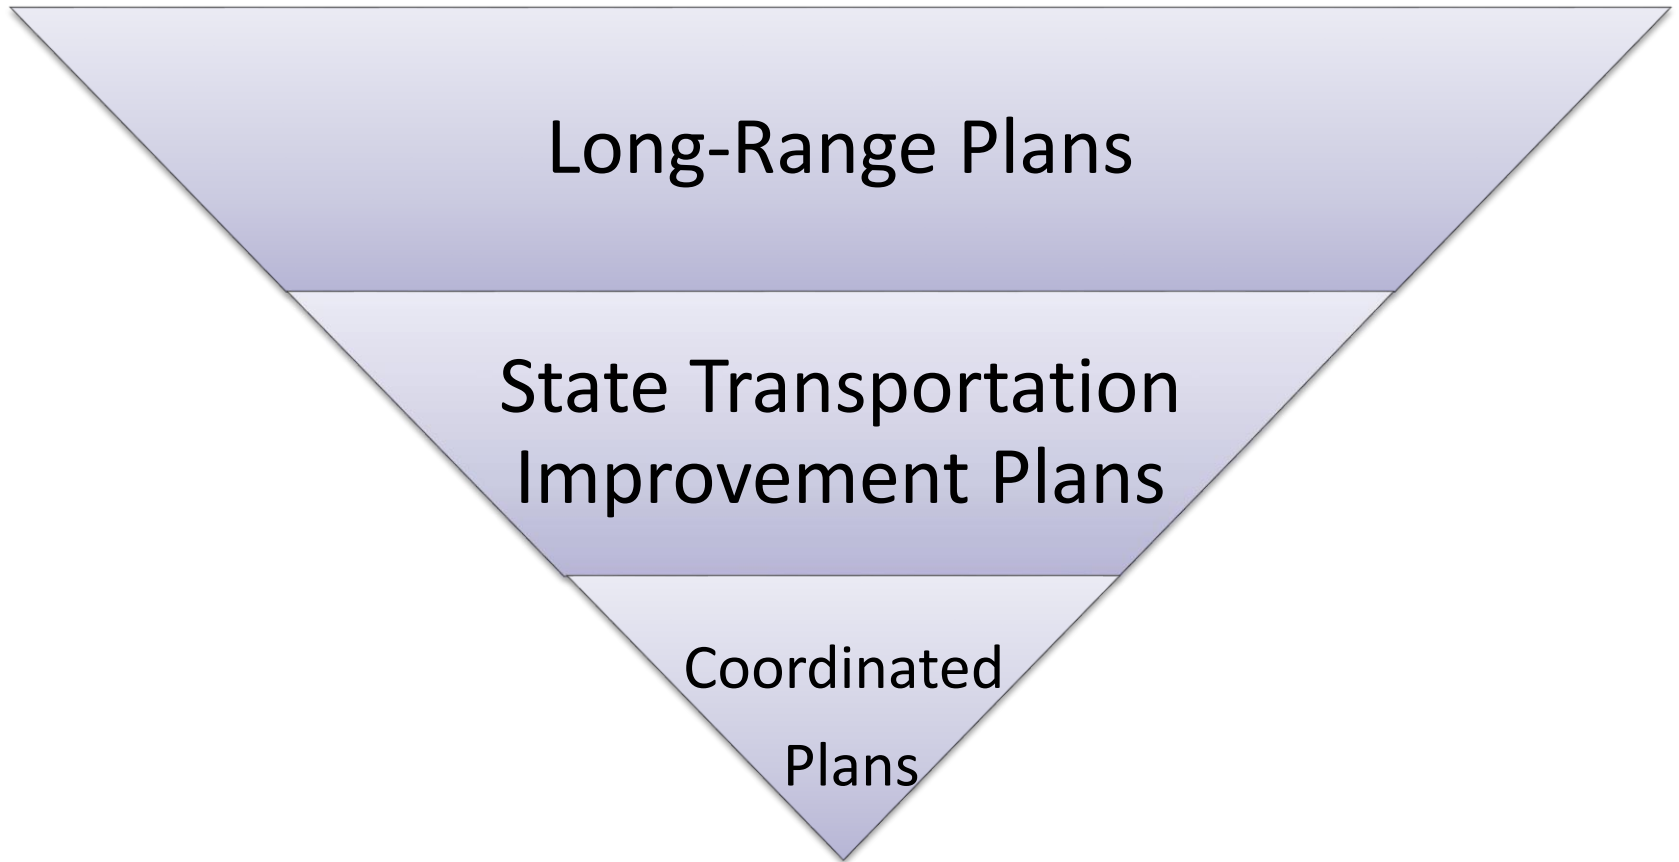 Long-Range Plans
State Transportation
Improvement Plans
Coordinated
Plans